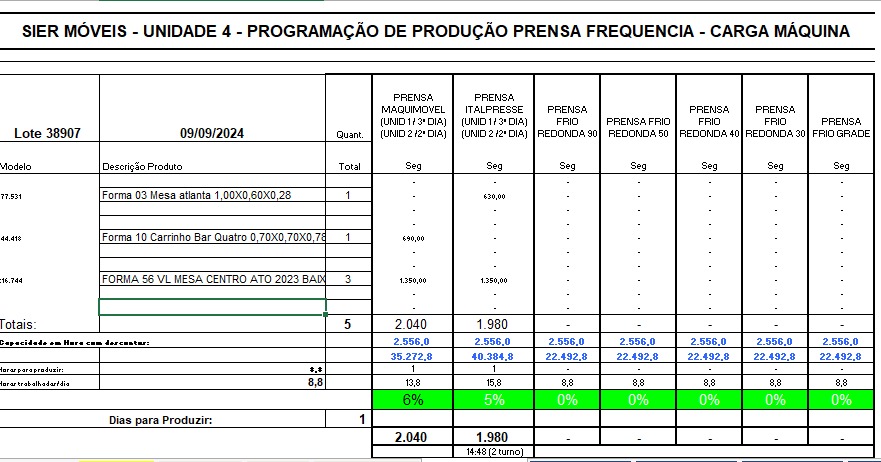 SIER MÓVEIS - UNIDADE 4 - PROGRAMAÇÃO DE PRODUÇÃO PRENSA FREQUENCIA - CARGA MÁQUINA
Lote 38907 09/09/2024 Quant. PRENSA MAQUIMOVEL (UNID 1 / 3ª DIA) (UNID 2 / 2ª DIA) PRENSA ITALPRESSE (UNID 1 / 3ª DIA) (UNID 2 / 2ª DIA) PRENSA FRIO REDONDA 90 PRENSA FRIO REDONDA 50 PRENSA FRIO REDONDA 40 PRENSA FRIO REDONDA 30 PRENSA FRIO GRADE
Modelo Descrição Produto Total Seg Seg Seg Seg Seg Seg Seg
- - - - - - -
77.531 Forma 03 Mesa atlanta 1,00X0,60X0,28 1 - 630,00 - - - - -
- - - - - - -
- - - - - - -
44.418 Forma 10 Carrinho Bar Quatro 0,70X0,70X0,78 1 690,00 - - - - - -
- - - - - - -
- - - - - - -
16.744 FORMA 56 VL MESA CENTRO ATO 2023 BAIX 3 1.350,00 1.350,00 - - - - -
- - - - - - -
- - - - - - -
Totais: 5 2.040 1.980 - - - - -
Capacidade em Hora com descontos: 2.556,0 2.556,0 2.556,0 2.556,0 2.556,0 2.556,0 2.556,0
35.272,8 40.384,8 22.492,8 22.492,8 22.492,8 22.492,8 22.492,8
Horas para produzir: 8,8 1 1 - - - - -
Horas trabalhadas/dia 8,8 13,8 15,8 8,8 8,8 8,8 8,8 8,8
6% 5% 0% 0% 0% 0% 0%
Dias para Produzir: 1
2.040 1.980 - - - - -
14:48 (2 turno)